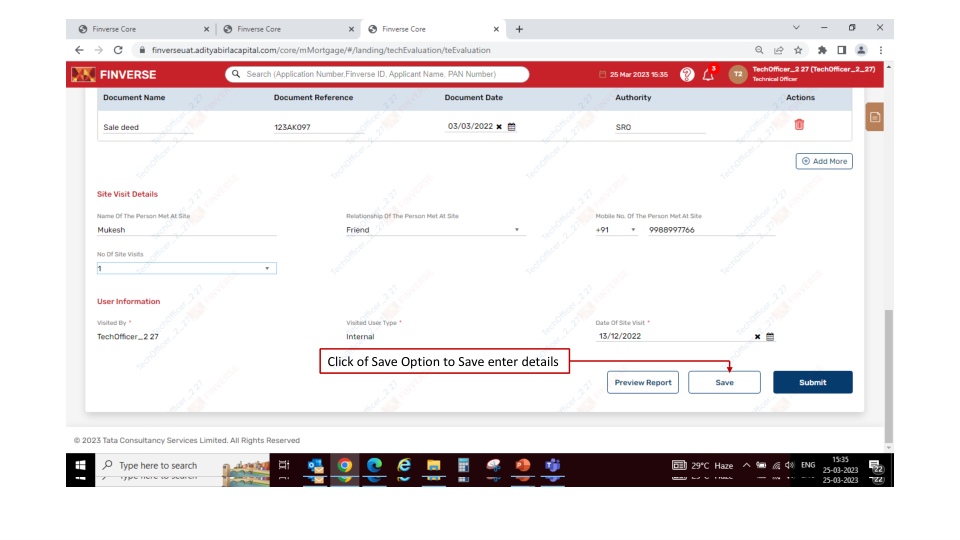 Finverse Core
Finverse Core
Finverse Core
finverseuat.adityabirlacapital.com/core/mMortgage/#/landing/techEvaluation/teEvaluation
FINVERSE
Search (Application Number,Finverse ID, Applicant Name, PAN Number)
25 Mar 2023 15:35
3
T2
TechOfficer_2 27 (TechOfficer_2_27)
Technical Officer
Document Name Document Reference Document Date Authority Actions
Sale deed 123AK097 03/03/2022 SRO
Add More
Site Visit Details
Name Of The Person Met At Site Relationship Of The Person Met At Site Mobile No. Of The Person Met At Site
Mukesh Friend +91 9988997766
No Of Site Visits
1
User Information
Visited By * Visited User Type * Date Of Site Visit *
TechOfficer_2 27 Internal 13/12/2022
Click of Save Option to Save enter details
Preview Report Save Submit
© 2023 Tata Consultancy Services Limited. All Rights Reserved
Type here to search 29°C Haze ENG 15:35
25-03-2023 22
25-03-2023 22